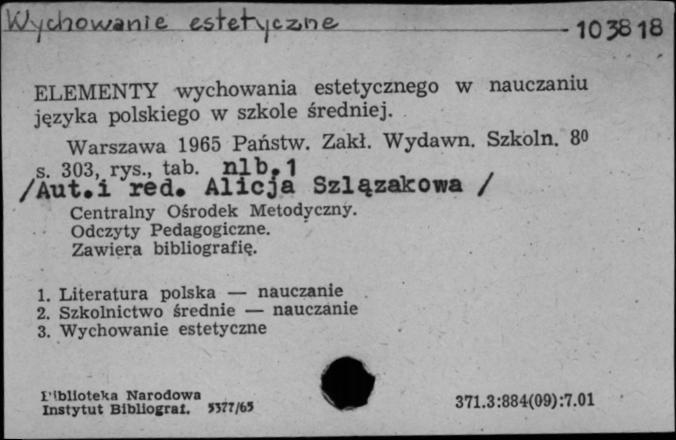 Wychowanie estetyczne
103818
ELEMENTY wychowania estetycznego w nauczaniu
języka polskiego w szkole średniej.
Warszawa 1965 Państw. Zakł. Wydawn. Szkoln. 8⁰
s. 303, rys., tab. nlb.1
/Aut.i red. Alicja Szlązakowa /
Centralny Ośrodek Metodyczny.
Odczyty Pedagogiczne.
Zawiera bibliografię.
1. Literatura polska — nauczanie
2. Szkolnictwo średnie — nauczanie
3. Wychowanie estetyczne
Biblioteka Narodowa
Instytut Bibliograf. 5377/65
371.3:884(09):7.01